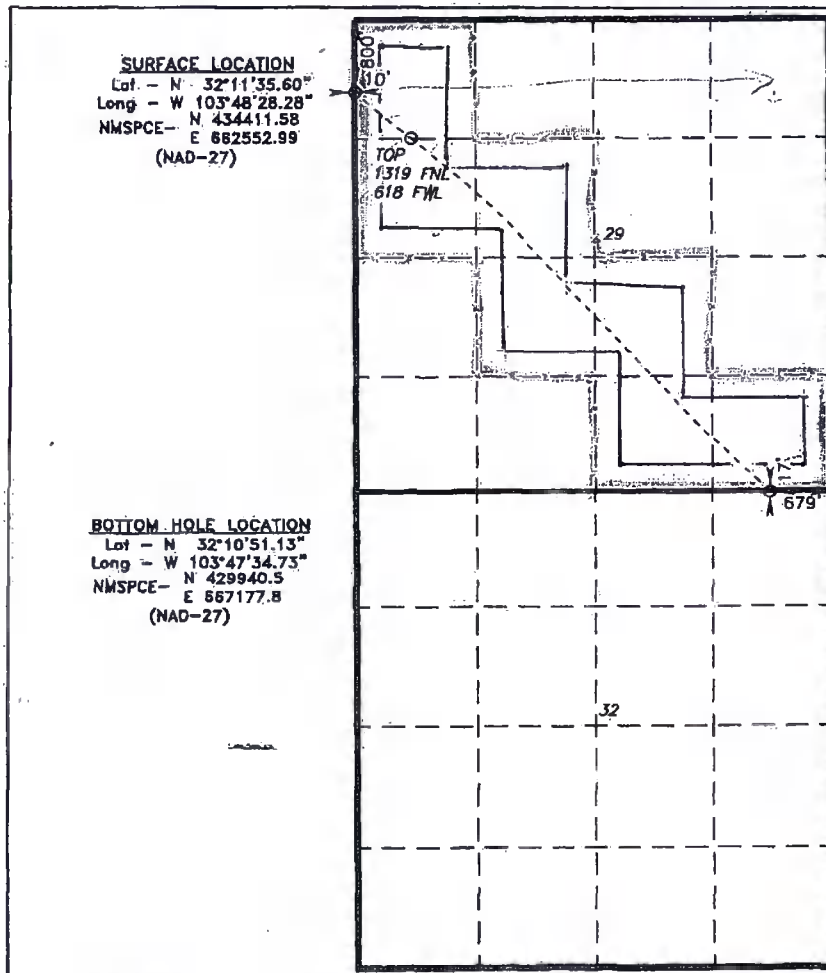 SURFACE LOCATION
Lat - N 32°11'35.60"
Long - W 103°48'28.28"
NMSPCE- N 434411.58
E 662552.99
(NAD-27)
800'
10'
TOP
1319 FNL
618 FWL
29
17'
679'
BOTTOM HOLE LOCATION
Lat - N 32°10'51.13"
Long - W 103°47'34.73"
NMSPCE- N 429940.5
E 667177.8
(NAD-27)
32